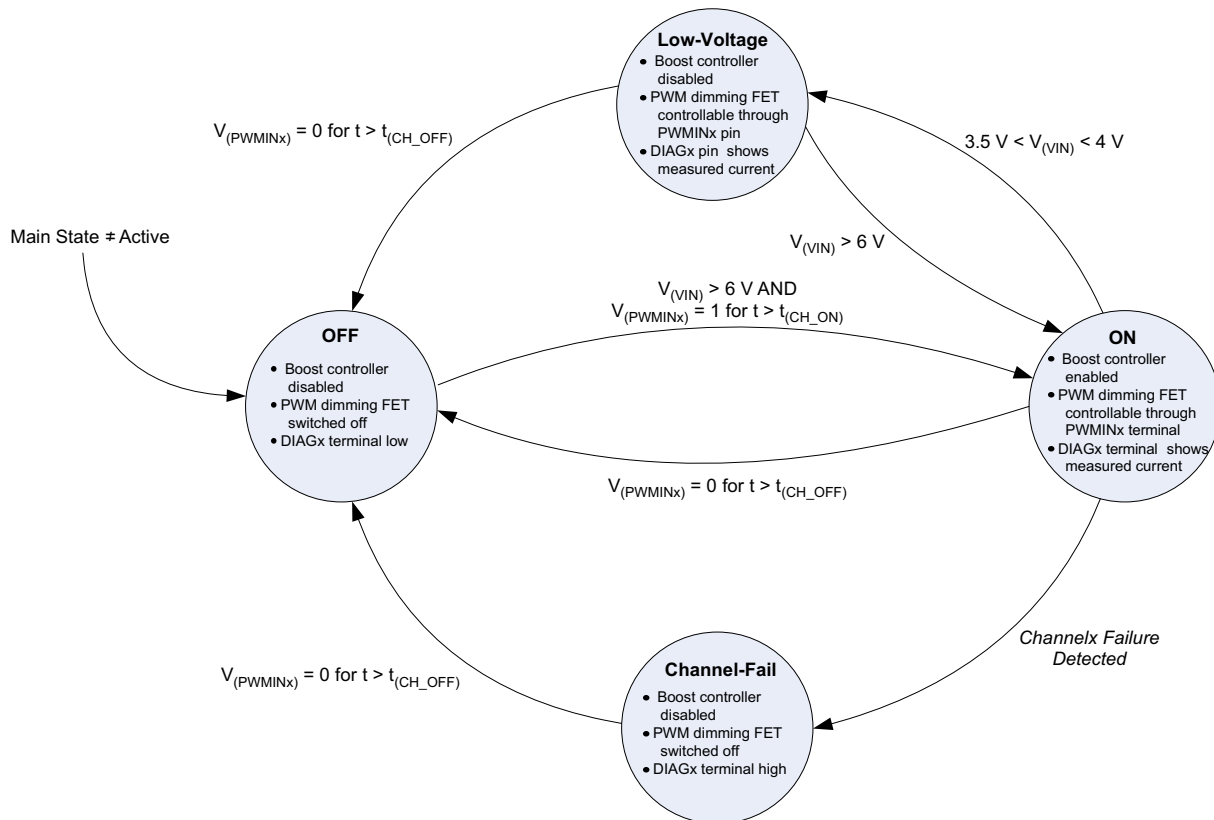 Low-Voltage
• Boost controller
disabled
• PWM dimming FET
controllable through
PWMINx pin
• DIAGx pin shows
measured current
V(PWMINx) = 0 for t > t(CH_OFF)
3.5 V < V(VIN) < 4 V
Main State ≠ Active
V(VIN) > 6 V
V(VIN) > 6 V AND
V(PWMINx) = 1 for t > t(CH_ON)
OFF
• Boost controller
disabled
• PWM dimming FET
switched off
• DIAGx terminal low
ON
• Boost controller
enabled
• PWM dimming FET
controllable through
PWMINx terminal
• DIAGx terminal shows
measured current
V(PWMINx) = 0 for t > t(CH_OFF)
Channelx Failure
Detected
V(PWMINx) = 0 for t > t(CH_OFF)
Channel-Fail
• Boost controller
disabled
• PWM dimming FET
switched off
• DIAGx terminal high